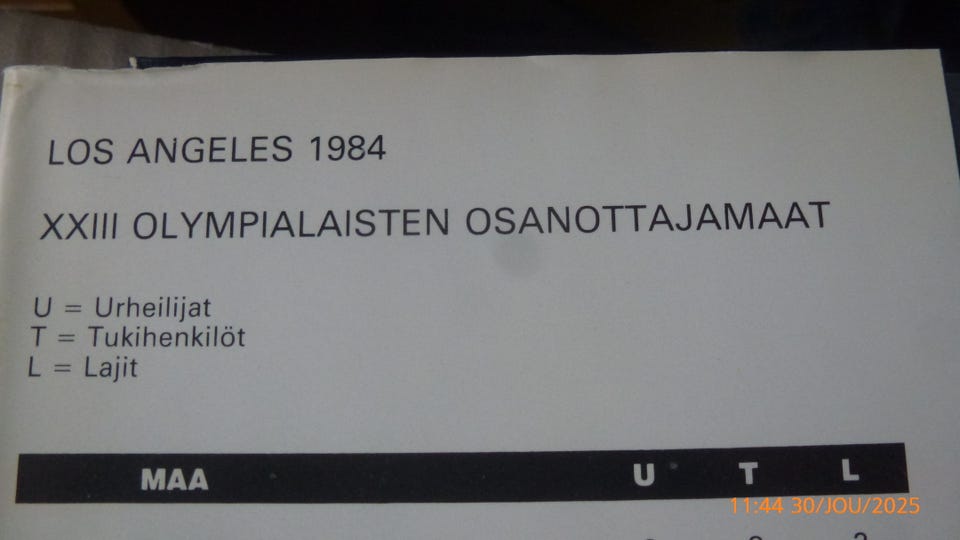 LOS ANGELES 1984
XXIII OLYMPIALAISTEN OSANOTTAJAMAAT
U = Urheilijat
T = Tukihenkilöt
L = Lajit
MAA U T L
11:44 30/JOU/2025